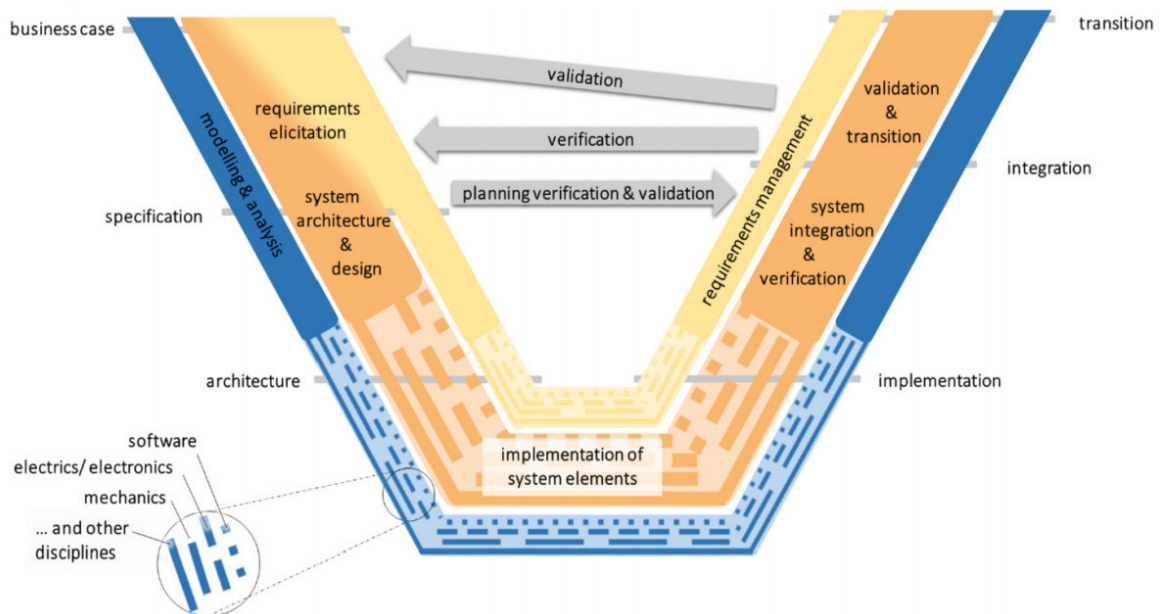 business case
transition
validation
requirements
elicitation
validation
&
transition
verification
modelling & analysis
requirements management
integration
planning verification & validation
specification
system
architecture
&
design
system
integration
&
verification
architecture
implementation
software
electrics/ electronics
mechanics
... and other
disciplines
implementation of
system elements